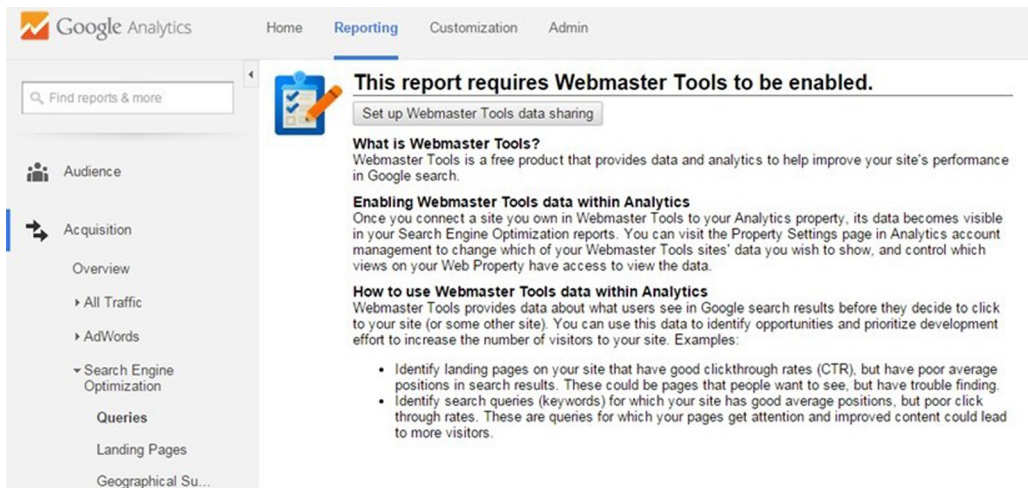 Google Analytics
Home Reporting Customization Admin
Find reports & more
Audience
Acquisition
Overview
All Traffic
AdWords
Search Engine
Optimization
Queries
Landing Pages
Geographical Su...
This report requires Webmaster Tools to be enabled.
Set up Webmaster Tools data sharing
What is Webmaster Tools?
Webmaster Tools is a free product that provides data and analytics to help improve your site's performance
in Google search.
Enabling Webmaster Tools data within Analytics
Once you connect a site you own in Webmaster Tools to your Analytics property, its data becomes visible
in your Search Engine Optimization reports. You can visit the Property Settings page in Analytics account
management to change which of your Webmaster Tools sites' data you wish to show, and control which
views on your Web Property have access to view the data.
How to use Webmaster Tools data within Analytics
Webmaster Tools provides data about what users see in Google search results before they decide to click
to your site (or some other site). You can use this data to identify opportunities and prioritize development
effort to increase the number of visitors to your site. Examples:
• Identify landing pages on your site that have good clickthrough rates (CTR), but have poor average
positions in search results. These could be pages that people want to see, but have trouble finding.
• Identify search queries (keywords) for which your site has good average positions, but poor click
through rates. These are queries for which your pages get attention and improved content could lead
to more visitors.